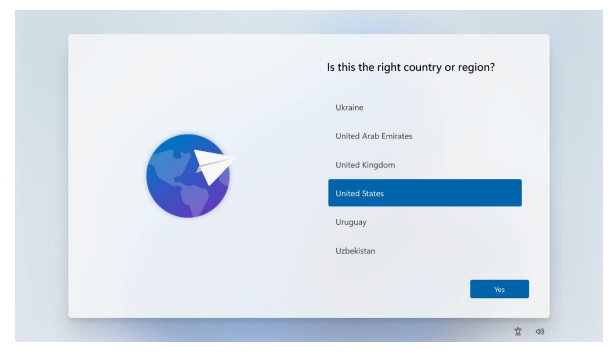 Is this the right country or region?
Ukraine
United Arab Emirates
United Kingdom
United States
Uruguay
Uzbekistan
Yes